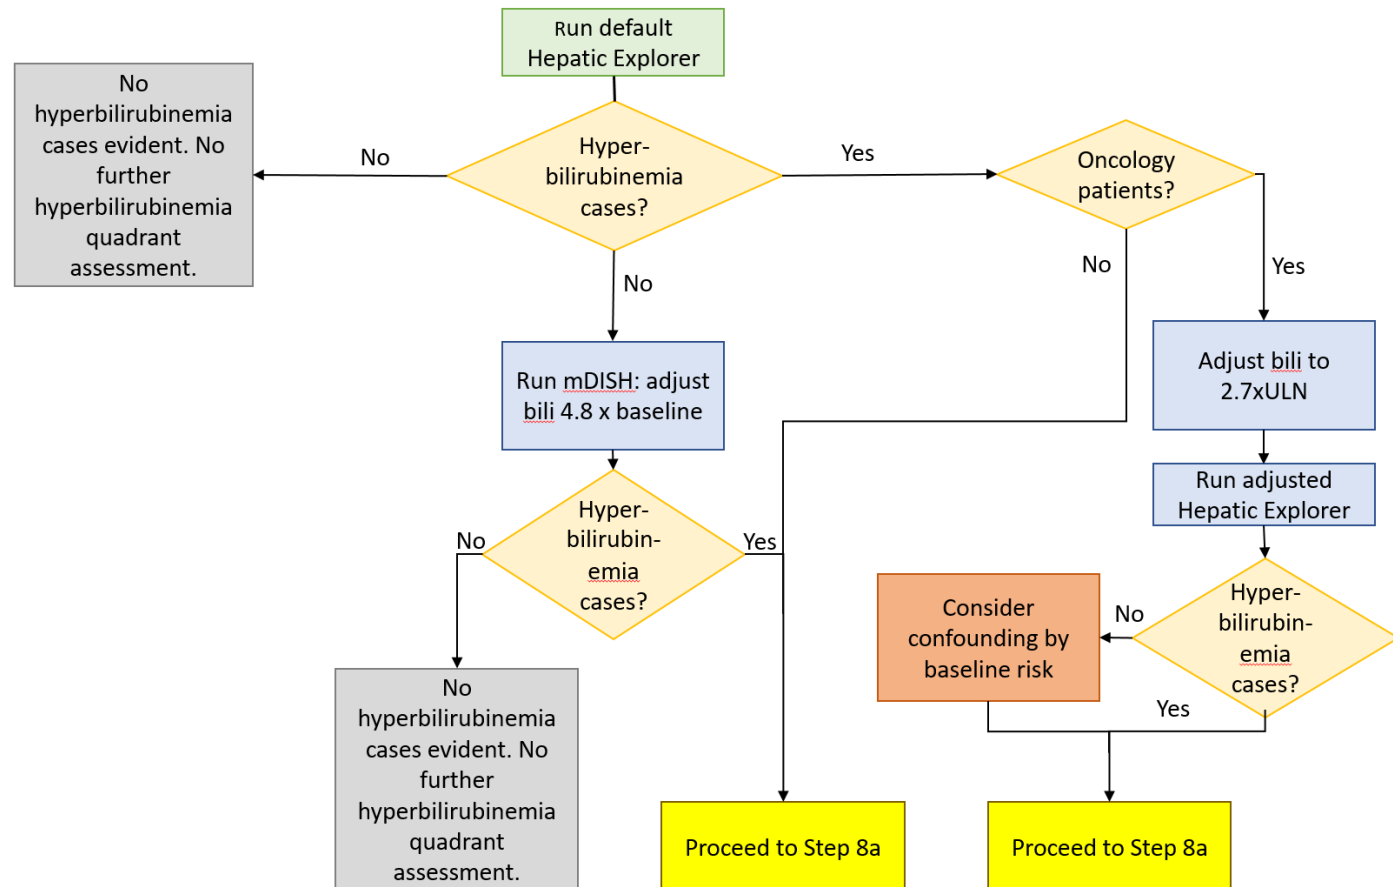 Run default
Hepatic Explorer
No
hyperbilirubinemia
cases evident. No
further
hyperbilirubinemia
quadrant
assessment.
No
Hyper-
bilirubinemia
cases?
Yes
Oncology
patients?
No
No
Yes
Run mDISH: adjust
bili 4.8 x baseline
Adjust bili to
2.7xULN
Run adjusted
Hepatic Explorer
No
Hyper-
bilirubin-
emia
cases?
Yes
Consider
confounding by
baseline risk
No
Hyper-
bilirubin-
emia
cases?
Yes
No
hyperbilirubinemia
cases evident. No
further
hyperbilirubinemia
quadrant
assessment.
Proceed to Step 8a
Proceed to Step 8a